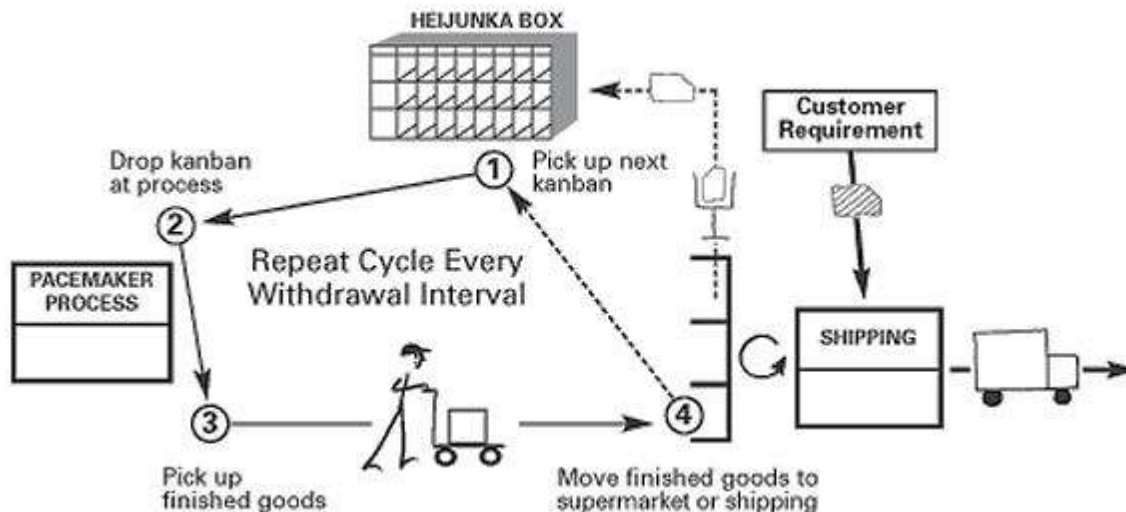 HEIJUNKA BOX
Customer
Requirement
Drop kanban
at process
1
Pick up next
kanban
2
Repeat Cycle Every
Withdrawal Interval
PACEMAKER
PROCESS
SHIPPING
3
4
Pick up
finished goods
Move finished goods to
supermarket or shipping